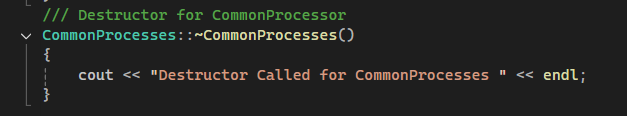 /// Destructor for CommonProcessor
CommonProcesses::~CommonProcesses()
{
cout << "Destructor Called for CommonProcesses " << endl;
}